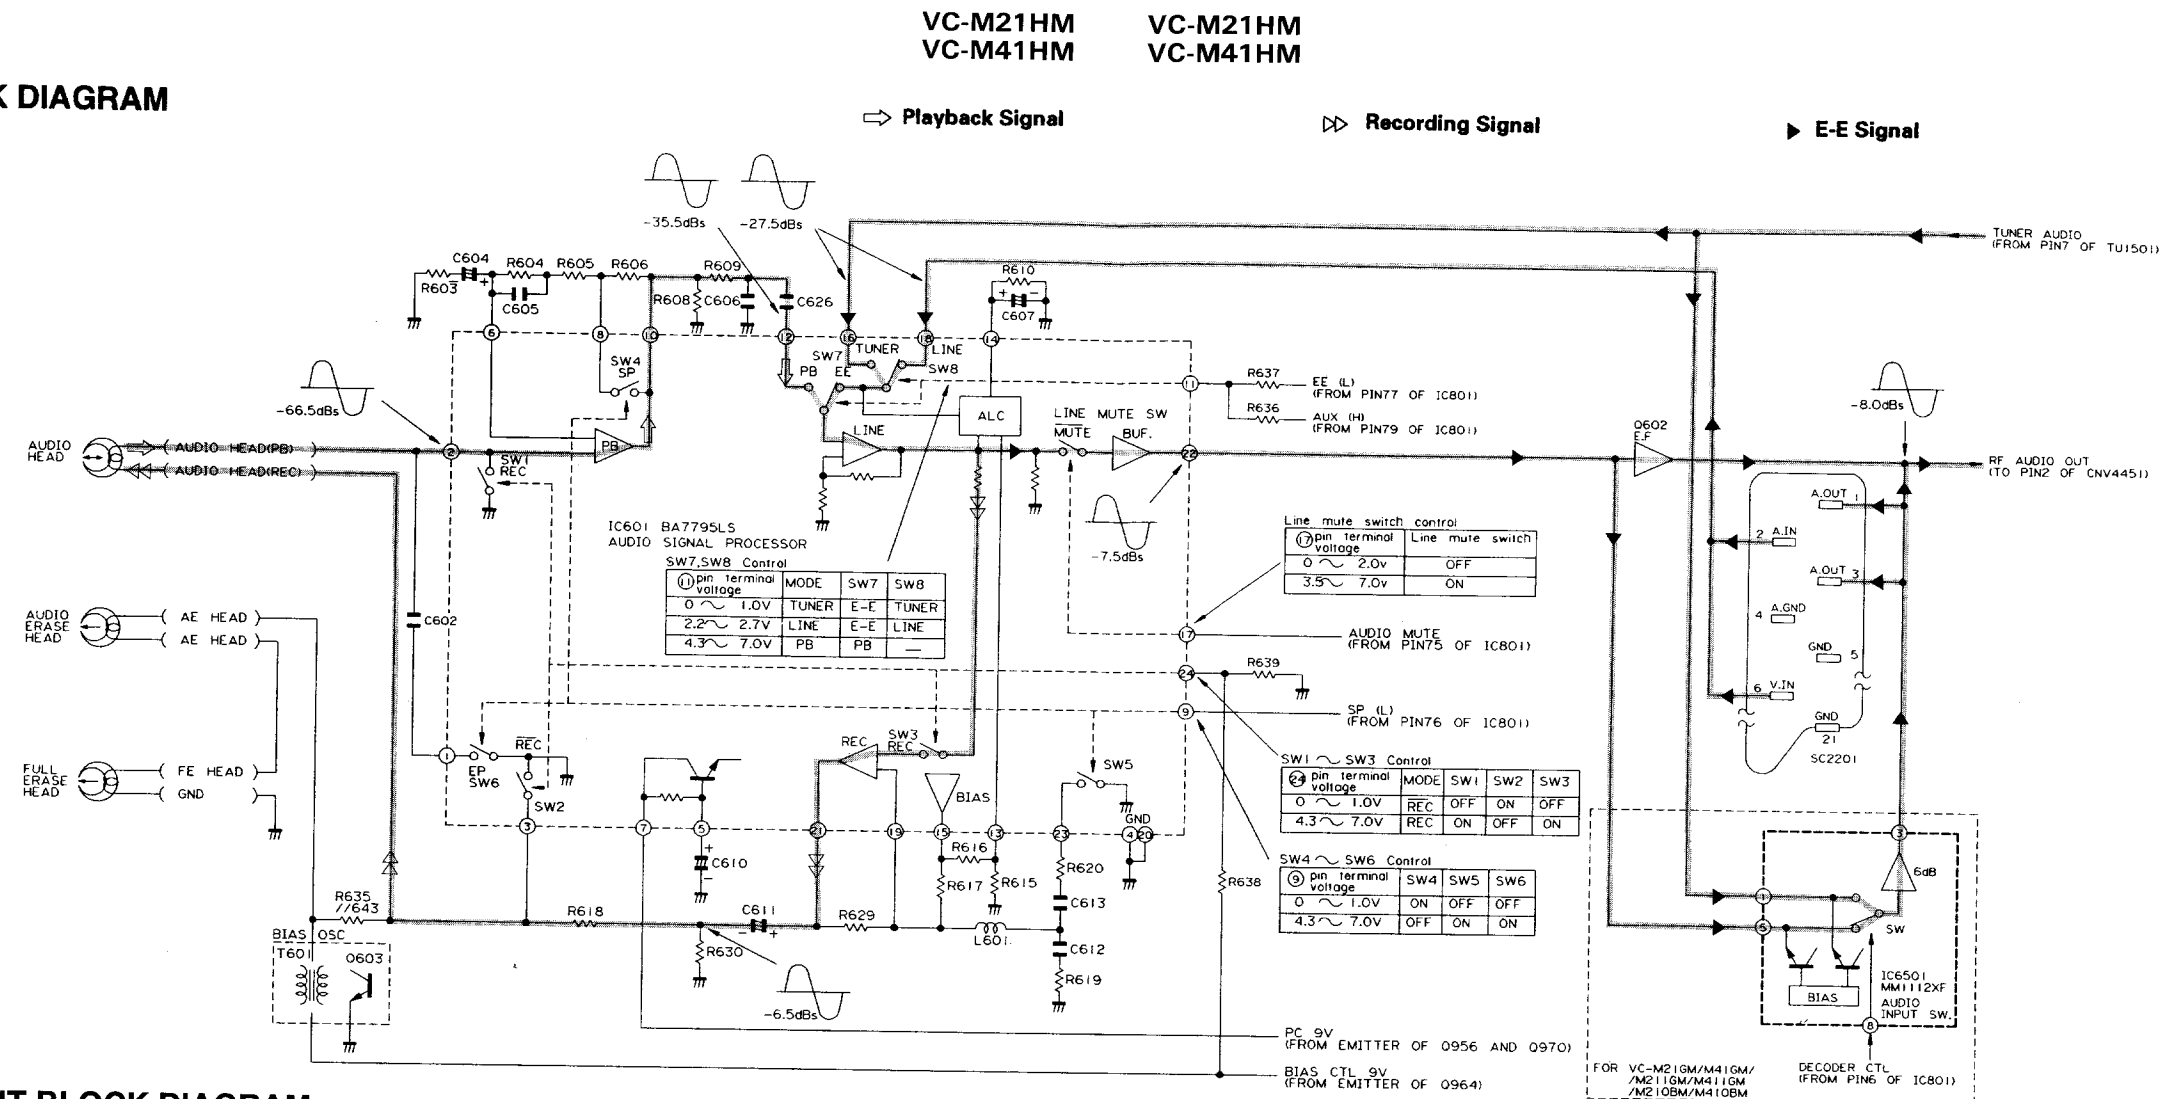 VC-M21HM VC-M21HM
VC-M41HM VC-M41HM
K DIAGRAM
Playback Signal
Recording Signal
E-E Signal
-35.5dBs
-27.5dBs
TUNER AUDIO
(FROM PIN7 OF TU1501)
C604
R604
R605
R606
R609
R610
R603
C605
R608
C606
C626
+ -
C607
6
8
10
12
16
TUNER
18
LINE
14
SW4
SP
SW7
PB
EE
SW8
11
R637
EE (L)
(FROM PIN77 OF IC801)
R636
AUX (H)
(FROM PIN79 OF IC801)
-66.5dBs
-8.0dBs
ALC
LINE MUTE SW
MUTE
BUF.
LINE
Q602
E.F
AUDIO
HEAD
AUDIO HEAD(PB)
AUDIO HEAD(REC)
2
SW1
REC
PB
22
RF AUDIO OUT
(TO PIN2 OF CNV4451)
-7.5dBs
IC601 BA7795LS
AUDIO SIGNAL PROCESSOR
SW7,SW8 Control
11 pin terminal voltage MODE SW7 SW8
0 ~ 1.0V TUNER E-E TUNER
2.2~ 2.7V LINE E-E LINE
4.3~ 7.0V PB PB —
Line mute switch control
17 pin terminal voltage Line mute switch
0 ~ 2.0v OFF
3.5~ 7.0v ON
A.OUT 1
2 A.IN
A.OUT 3
4 A.GND
GND 5
6 V.IN
GND
21
SC2201
AUDIO
ERASE
HEAD
AE HEAD
AE HEAD
C602
17
AUDIO MUTE
(FROM PIN75 OF IC801)
24
R639
9
SP (L)
(FROM PIN76 OF IC801)
FULL
ERASE
HEAD
FE HEAD
GND
1
REC
EP
SW6
SW2
REC
SW3
REC
SW5
BIAS
GND
3
7
5
21
19
15
13
23
4 20
SW1 ~ SW3 Control
24 pin terminal voltage MODE SW1 SW2 SW3
0 ~ 1.0V REC OFF ON OFF
4.3~ 7.0V REC ON OFF ON
SW4 ~ SW6 Control
9 pin terminal voltage SW4 SW5 SW6
0 ~ 1.0V ON OFF OFF
4.3~ 7.0V OFF ON ON
+
C610
-
R616
R617
R615
R620
C613
R638
R635
//643
R618
C611
- +
R629
L601
C612
R619
R630
-6.5dBs
BIAS OSC
T601
Q603
3
6dB
1
5
SW
BIAS
IC6501
MM1112XF
AUDIO
INPUT SW.
8
PC 9V
(FROM EMITTER OF Q956 AND Q970)
BIAS CTL 9V
(FROM EMITTER OF Q964)
FOR VC-M21GM/M41GM/
/M211GM/M411GM
/M210BM/M410BM
DECODER CTL
(FROM PIN6 OF IC801)